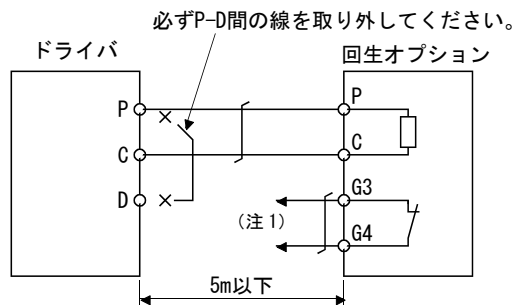 必ずP-D間の線を取り外してください。
ドライバ
回生オプション
P
P
C
C
D
G3
(注1)
G4
5m以下